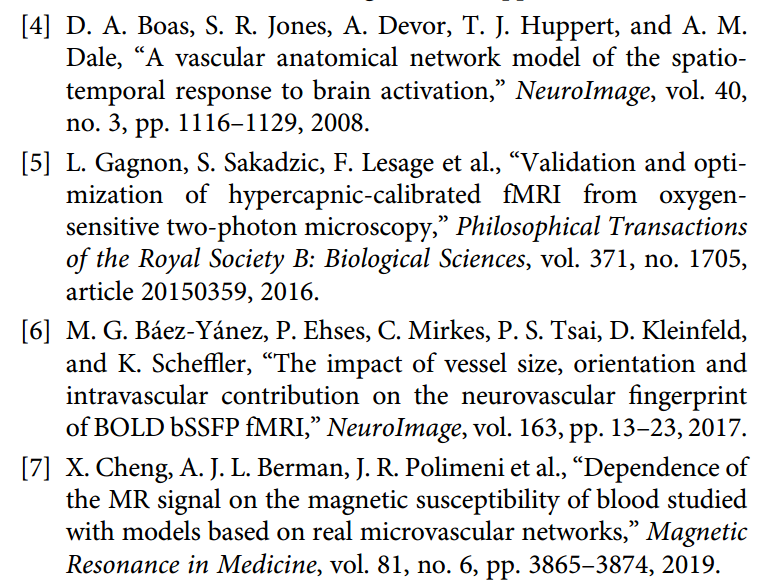 [4] D. A. Boas, S. R. Jones, A. Devor, T. J. Huppert, and A. M.
Dale, “A vascular anatomical network model of the spatio-
temporal response to brain activation,” NeuroImage, vol. 40,
no. 3, pp. 1116–1129, 2008.
[5] L. Gagnon, S. Sakadzic, F. Lesage et al., “Validation and opti-
mization of hypercapnic-calibrated fMRI from oxygen-
sensitive two-photon microscopy,” Philosophical Transactions
of the Royal Society B: Biological Sciences, vol. 371, no. 1705,
article 20150359, 2016.
[6] M. G. Báez-Yánez, P. Ehses, C. Mirkes, P. S. Tsai, D. Kleinfeld,
and K. Scheffler, “The impact of vessel size, orientation and
intravascular contribution on the neurovascular fingerprint
of BOLD bSSFP fMRI,” NeuroImage, vol. 163, pp. 13–23, 2017.
[7] X. Cheng, A. J. L. Berman, J. R. Polimeni et al., “Dependence of
the MR signal on the magnetic susceptibility of blood studied
with models based on real microvascular networks,” Magnetic
Resonance in Medicine, vol. 81, no. 6, pp. 3865–3874, 2019.